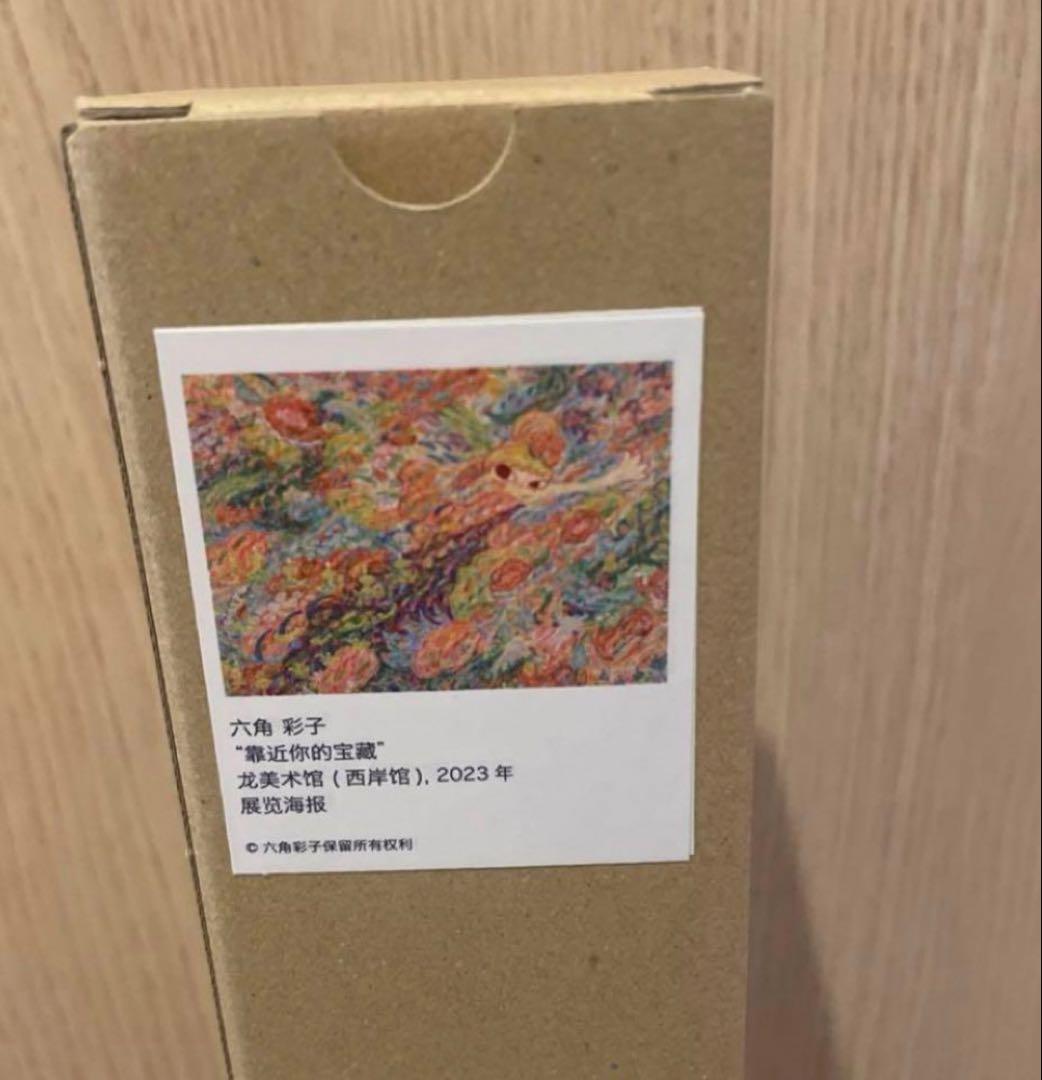 六角 彩子
“靠近你的宝藏”
龙美术馆 ( 西岸馆 ), 2023 年
展览海报
© 六角彩子保留所有权利